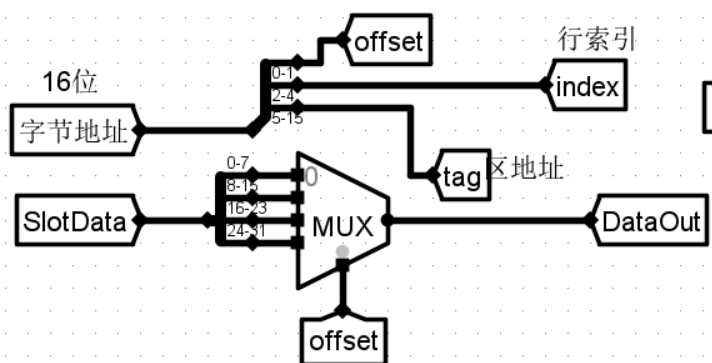 offset
行索引
16位
0-1
index
2-4
字节地址
5-15
tag
区地址
0-7
0
8-15
SlotData
16-23
MUX
DataOut
24-31
offset